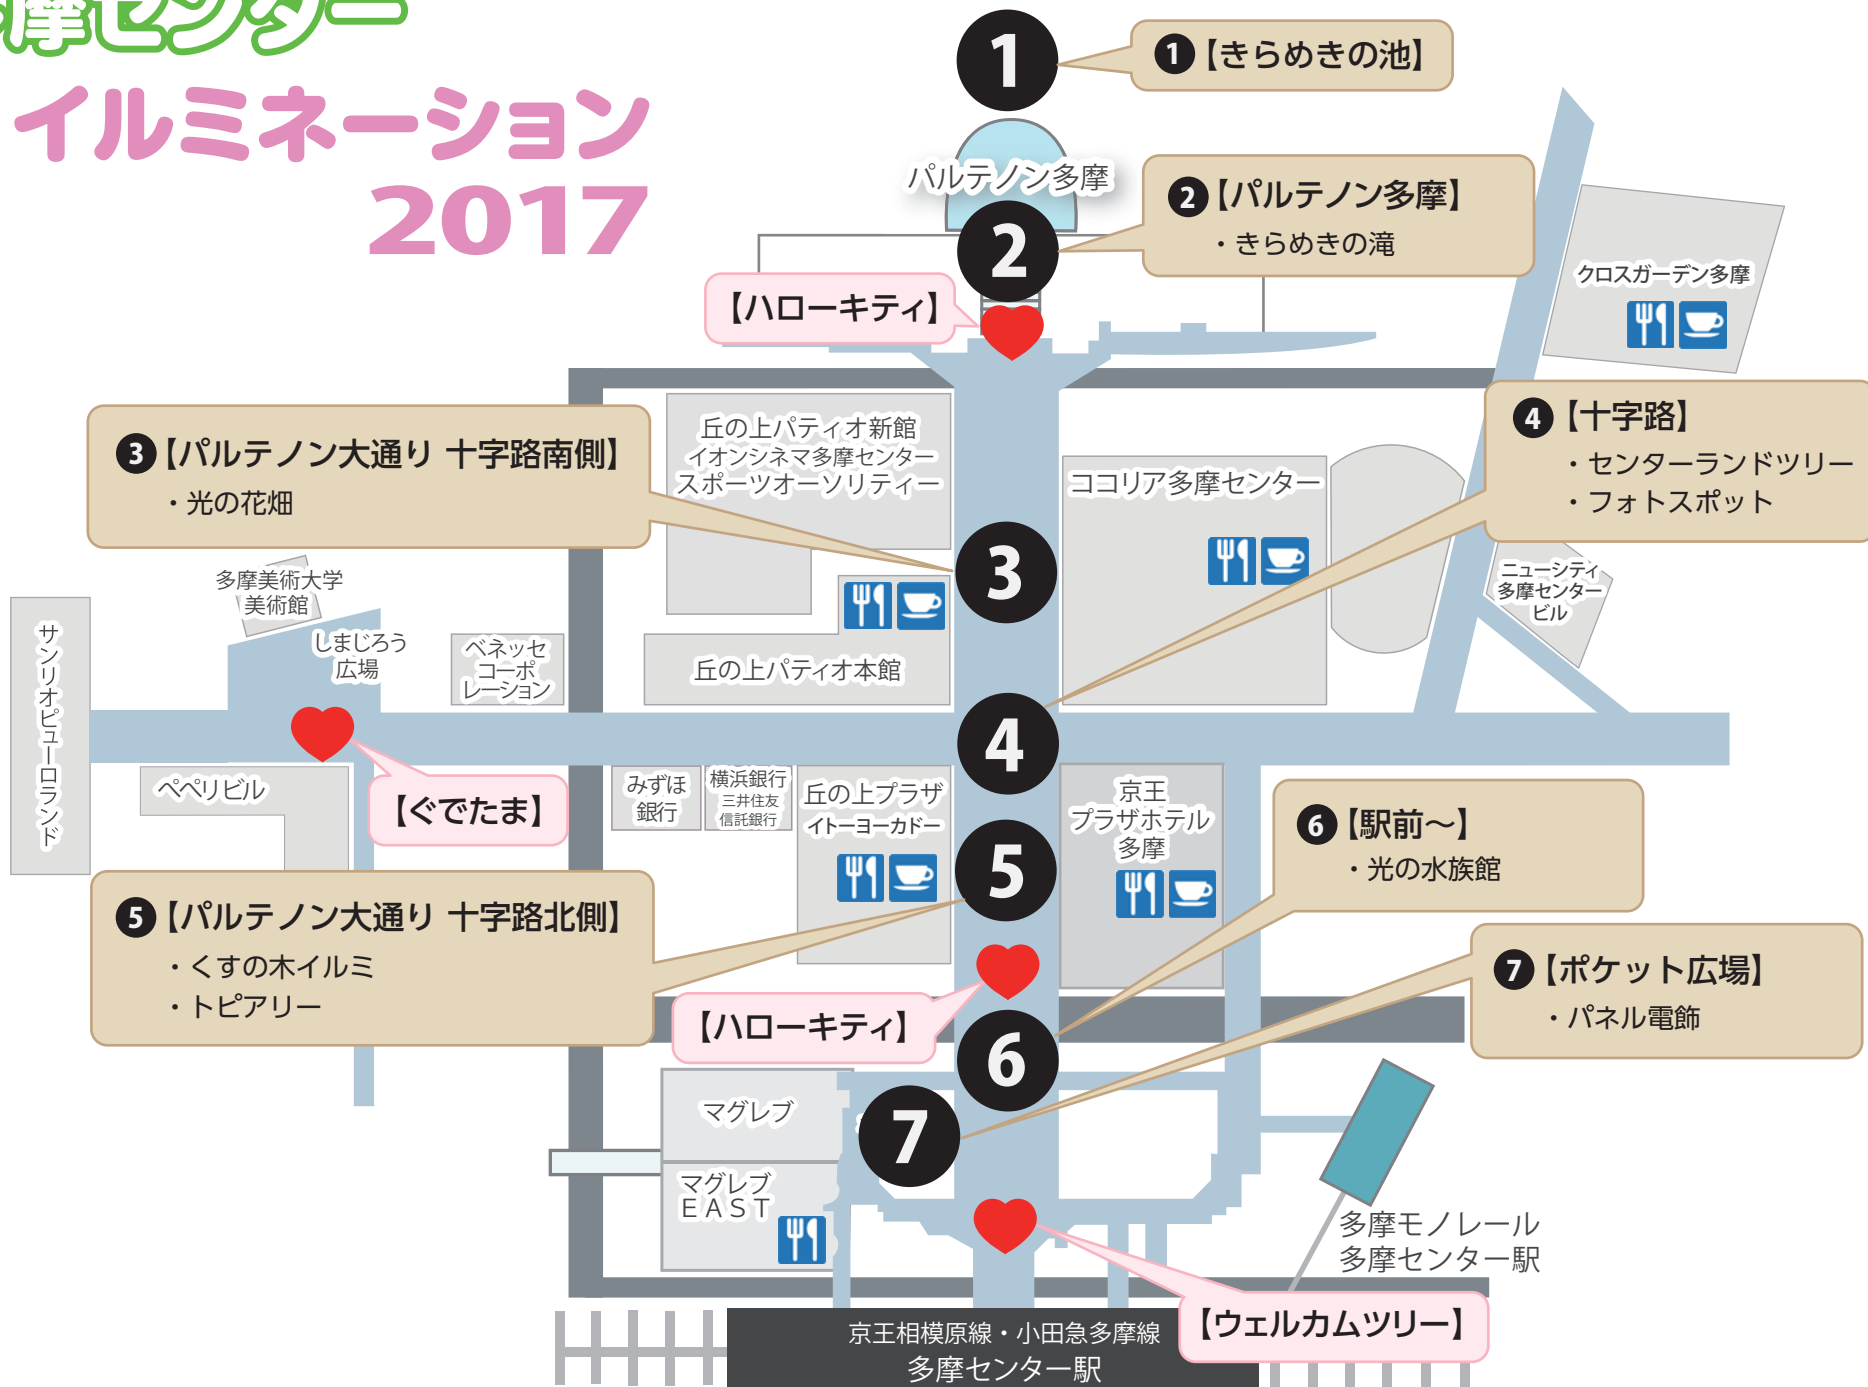 摩センター
イルミネーション
2017
1
❶【きらめきの池】
パルテノン多摩
2
❷【パルテノン多摩】
・きらめきの滝
【ハローキティ】
クロスガーデン多摩
❸【パルテノン大通り 十字路南側】
・光の花畑
丘の上パティオ新館
イオンシネマ多摩センター
スポーツオーソリティー
3
ココリア多摩センター
❹【十字路】
・センターランドツリー
・フォトスポット
ニューシティ
多摩センター
ビル
多摩美術大学
美術館
しまじろう
広場
ベネッセ
コーポ
レーション
丘の上パティオ本館
サンリオピューロランド
4
ペペリビル
【ぐでたま】
みずほ
銀行
横浜銀行
三井住友
信託銀行
丘の上プラザ
イトーヨーカドー
京王
プラザホテル
多摩
5
❺【パルテノン大通り 十字路北側】
・くすの木イルミ
・トピアリー
❻【駅前～】
・光の水族館
【ハローキティ】
6
❼【ポケット広場】
・パネル電飾
マグレブ
7
マグレブ
EAST
多摩モノレール
多摩センター駅
【ウェルカムツリー】
京王相模原線・小田急多摩線
多摩センター駅